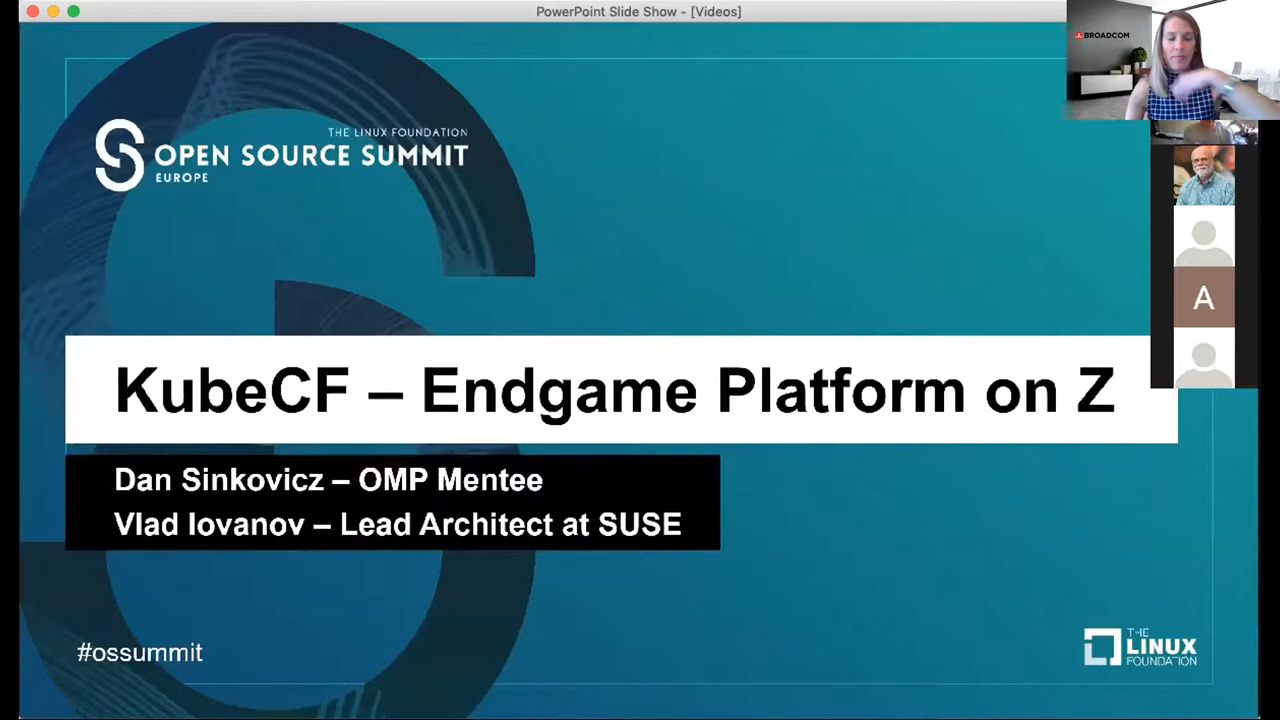 PowerPoint Slide Show - [Videos]
BROADCOM
THE LINUX FOUNDATION
OPEN SOURCE SUMMIT
EUROPE
A
KubeCF – Endgame Platform on Z
Dan Sinkovicz – OMP Mentee
Vlad Iovanov – Lead Architect at SUSE
#ossummit
THE
LINUX
FOUNDATION